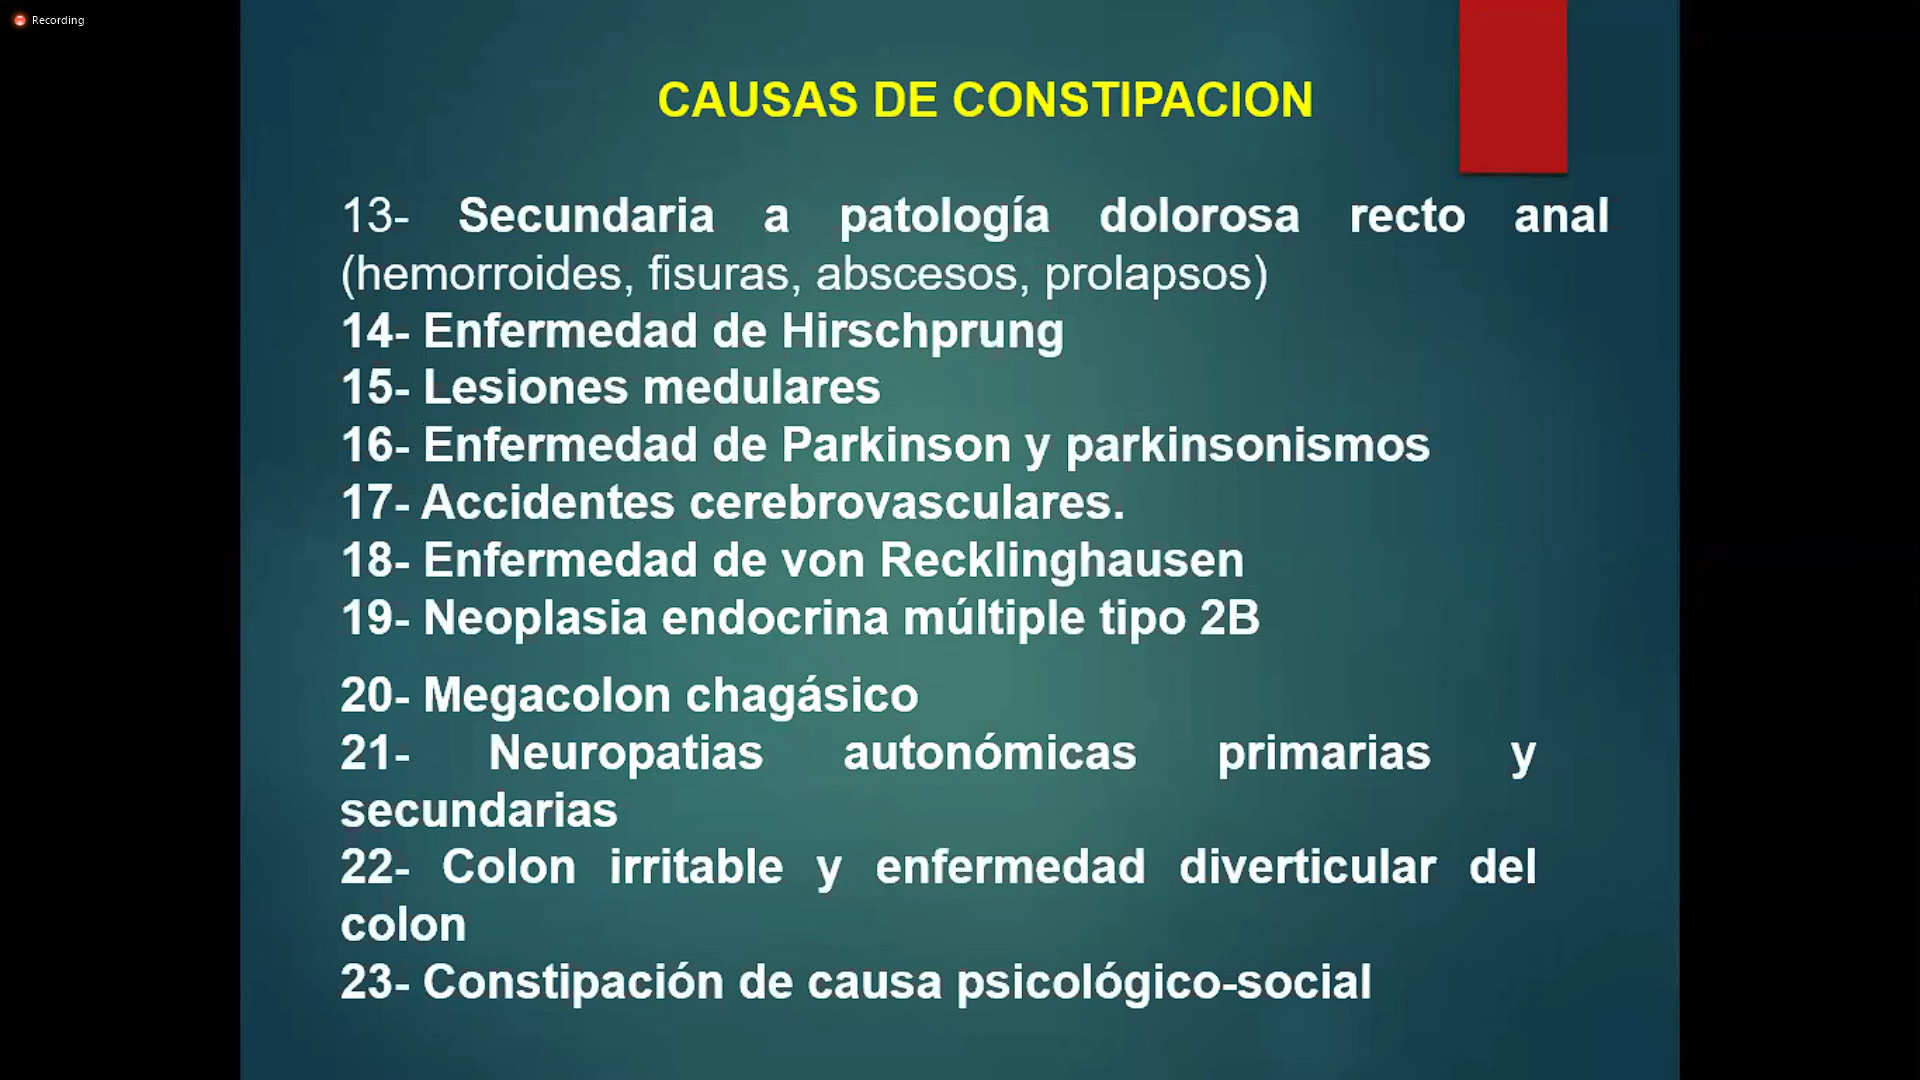 Recording
CAUSAS DE CONSTIPACION
13- Secundaria a patología dolorosa recto anal
(hemorroides, fisuras, abscesos, prolapsos)
14- Enfermedad de Hirschprung
15- Lesiones medulares
16- Enfermedad de Parkinson y parkinsonismos
17- Accidentes cerebrovasculares.
18- Enfermedad de von Recklinghausen
19- Neoplasia endocrina múltiple tipo 2B
20- Megacolon chagásico
21- Neuropatias autonómicas primarias y
secundarias
22- Colon irritable y enfermedad diverticular del
colon
23- Constipación de causa psicológico-social